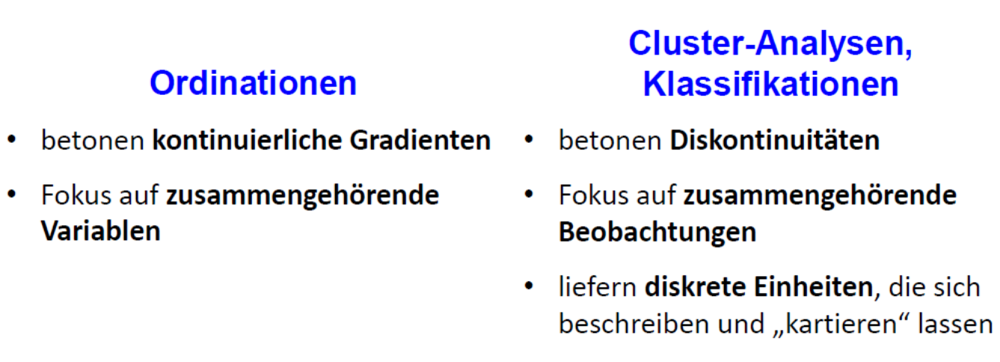 Ordinationen
• betonen kontinuierliche Gradienten
• Fokus auf zusammengehörende
Variablen
Cluster-Analysen,
Klassifikationen
• betonen Diskontinuitäten
• Fokus auf zusammengehörende
Beobachtungen
• liefern diskrete Einheiten, die sich
beschreiben und „kartieren“ lassen